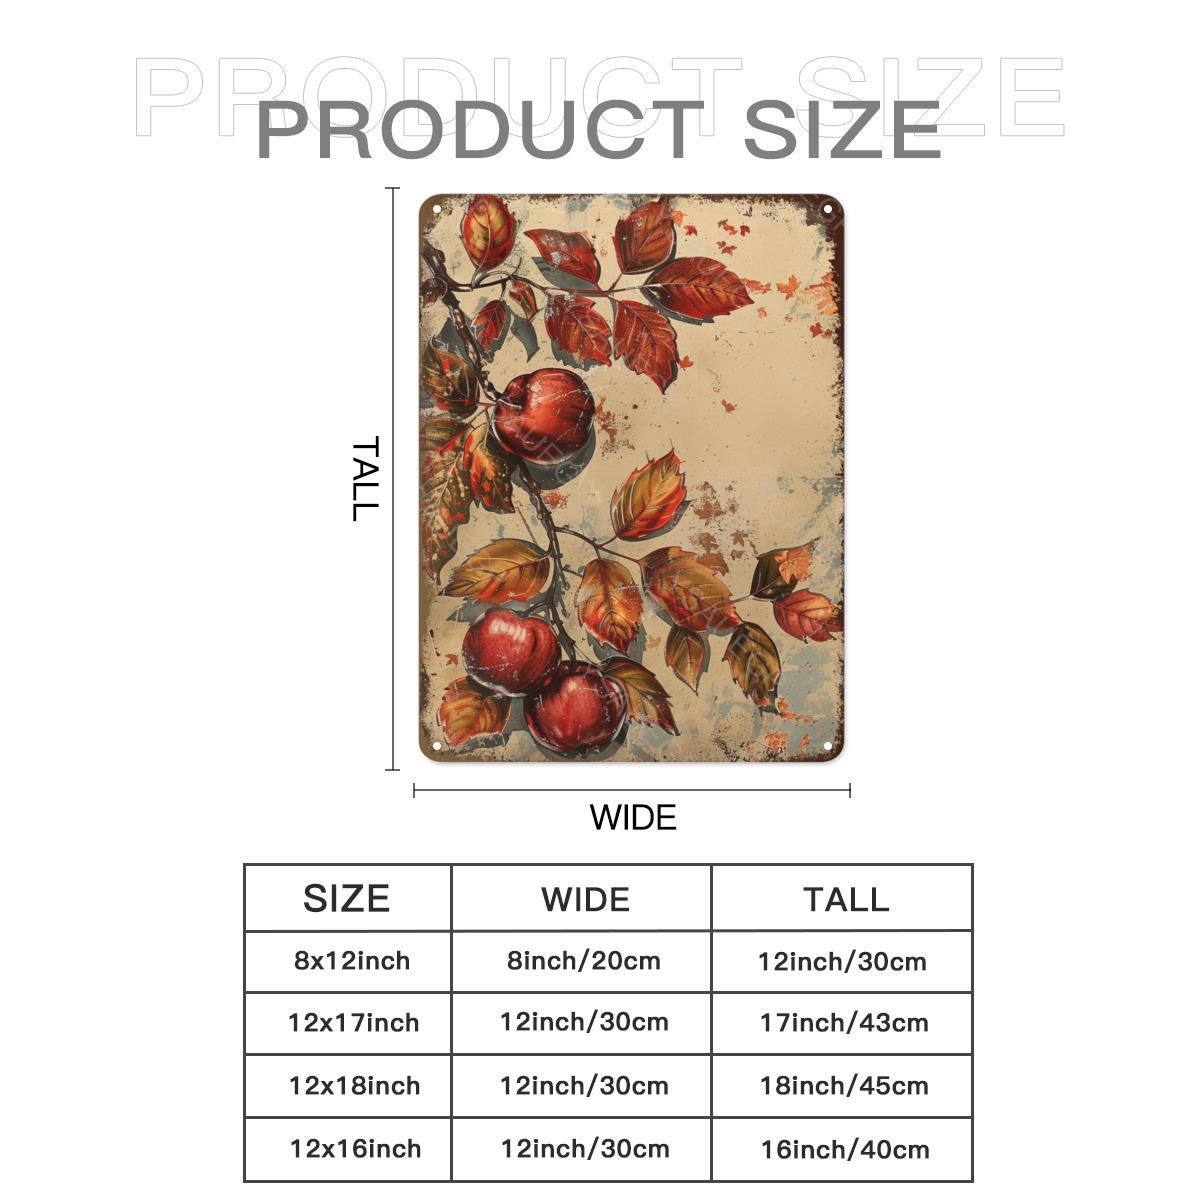 PRODUCT SIZE
PRODUCT SIZE
TALL
WIDE
SIZE WIDE TALL
8x12inch 8inch/20cm 12inch/30cm
12x17inch 12inch/30cm 17inch/43cm
12x18inch 12inch/30cm 18inch/45cm
12x16inch 12inch/30cm 16inch/40cm